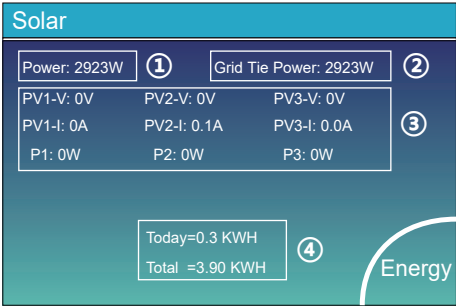 Solar
Power: 2923W ① Grid Tie Power: 2923W ②
PV1-V: 0V PV2-V: 0V PV3-V: 0V
PV1-I: 0A PV2-I: 0.1A PV3-I: 0.0A ③
P1: 0W P2: 0W P3: 0W
Today=0.3 KWH
④
Total =3.90 KWH
Energy